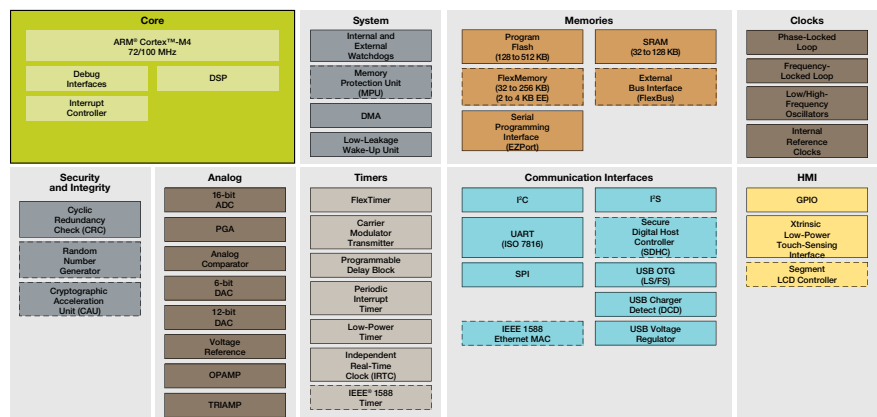 Core
ARM® Cortex™-M4
72/100 MHz
Debug
Interfaces
DSP
Interrupt
Controller
System
Internal and
External
Watchdogs
Memory
Protection Unit
(MPU)
DMA
Low-Leakage
Wake-Up Unit
Memories
Program
Flash
(128 to 512 KB)
SRAM
(32 to 128 KB)
FlexMemory
(32 to 256 KB)
(2 to 4 KB EE)
External
Bus Interface
(FlexBus)
Serial
Programming
Interface
(EZPort)
Clocks
Phase-Locked
Loop
Frequency-
Locked Loop
Low/High-
Frequency
Oscillators
Internal
Reference
Clocks
Security
and Integrity
Cyclic
Redundancy
Check (CRC)
Random
Number
Generator
Cryptographic
Acceleration
Unit (CAU)
Analog
16-bit
ADC
PGA
Analog
Comparator
6-bit
DAC
12-bit
DAC
Voltage
Reference
OPAMP
TRIAMP
Timers
FlexTimer
Carrier
Modulator
Transmitter
Programmable
Delay Block
Periodic
Interrupt
Timer
Low-Power
Timer
Independent
Real-Time
Clock (IRTC)
IEEE® 1588
Timer
Communication Interfaces
I²C
I²S
UART
(ISO 7816)
Secure
Digital Host
Controller
(SDHC)
SPI
USB OTG
(LS/FS)
USB Charger
Detect (DCD)
IEEE 1588
Ethernet MAC
USB Voltage
Regulator
HMI
GPIO
Xtrinsic
Low-Power
Touch-Sensing
Interface
Segment
LCD Controller